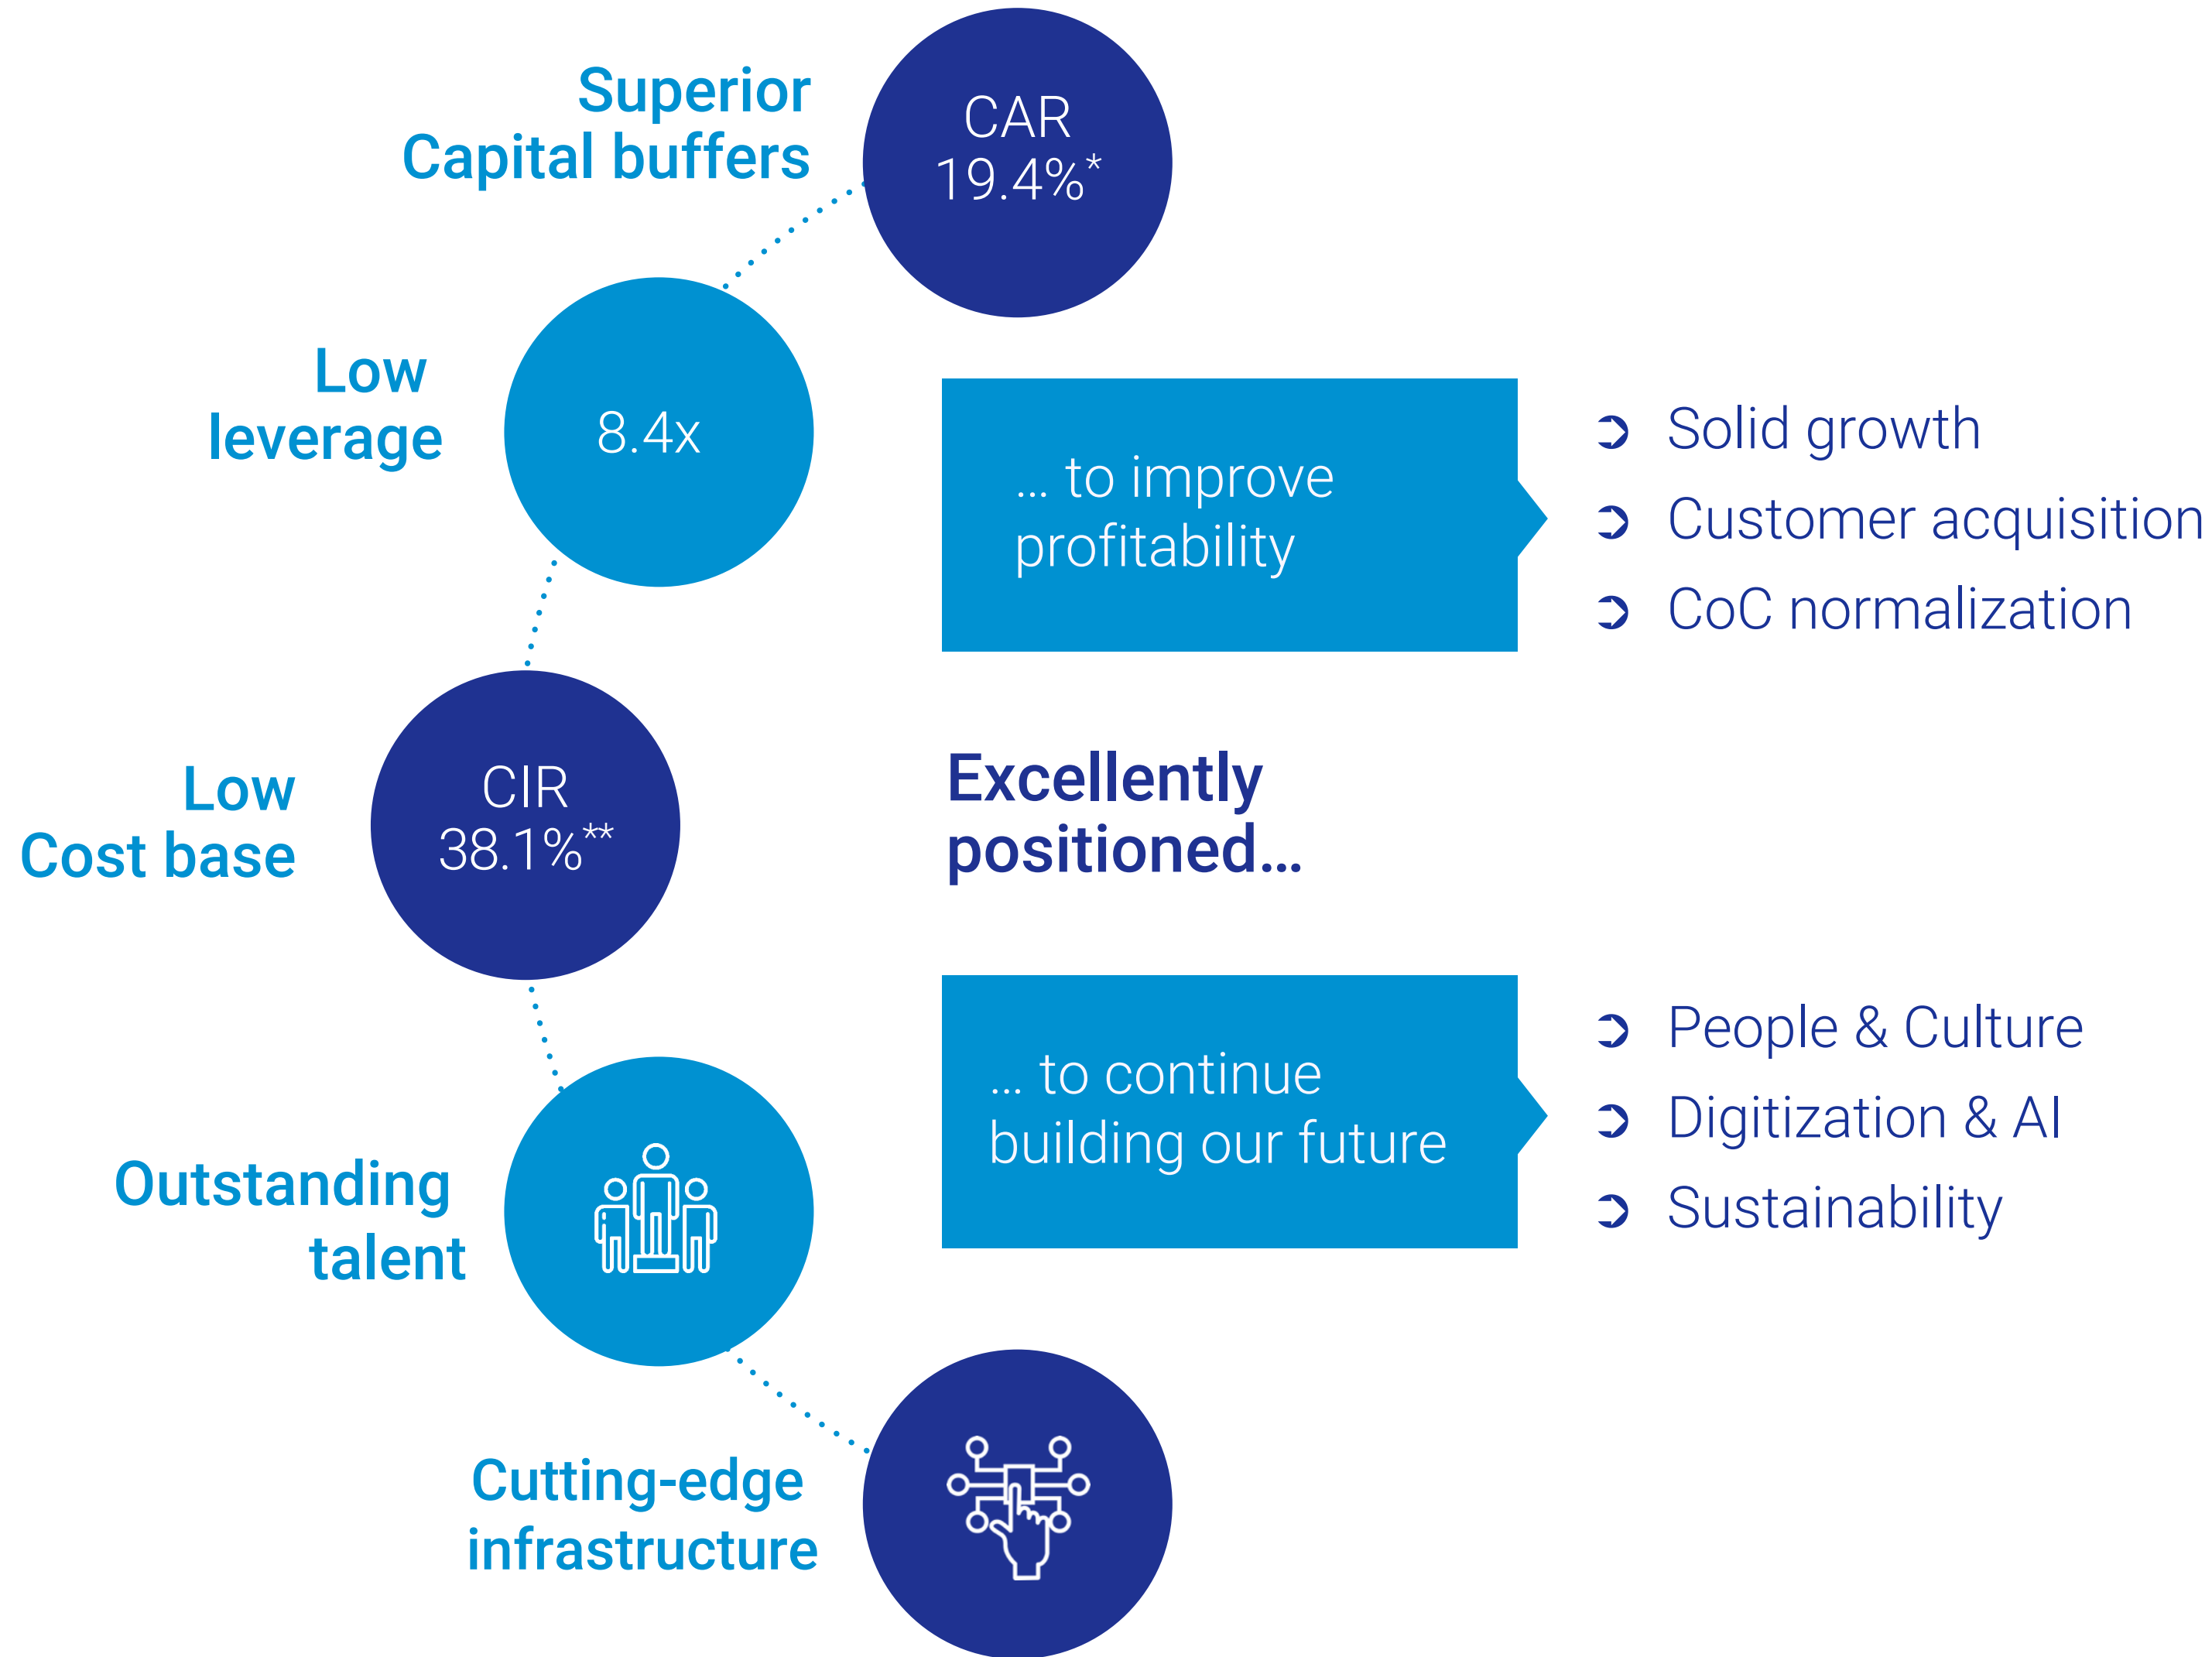 Superior
Capital buffers
CAR
19.4%*
Low
leverage
8.4x
Low
Cost base
CIR
38.1%**
Outstanding
talent
Cutting-edge
infrastructure
Excellently
positioned...
... to improve
profitability
Solid growth
Customer acquisition
CoC normalization
... to continue
building our future
People & Culture
Digitization & AI
Sustainability